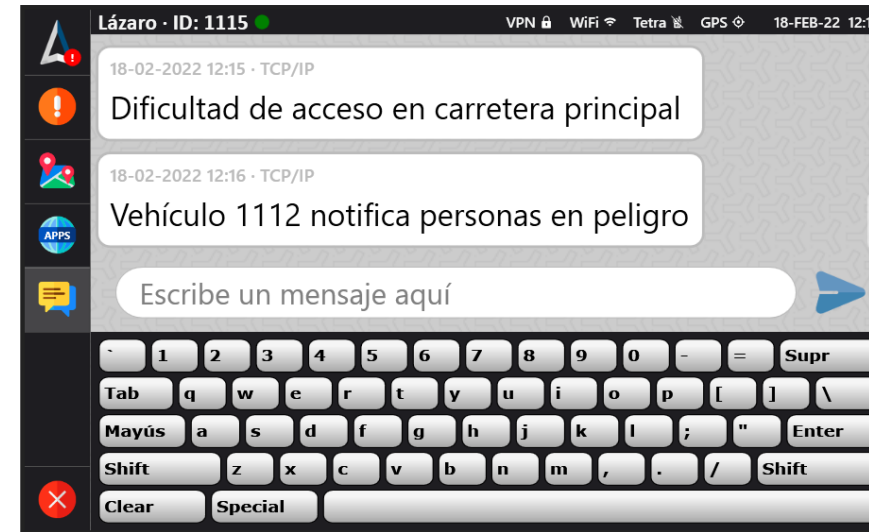 Lázaro · ID: 1115 VPN WiFi Tetra GPS 18-FEB-22
18-02-2022 12:15 · TCP/IP
Dificultad de acceso en carretera principal
18-02-2022 12:16 · TCP/IP
Vehículo 1112 notifica personas en peligro
APPS
Escribe un mensaje aquí
` 1 2 3 4 5 6 7 8 9 0 - = Supr
Tab q w e r t y u i o p [ ] \
Mayús a s d f g h j k l ; " Enter
Shift z x c v b n m , . / Shift
Clear Special